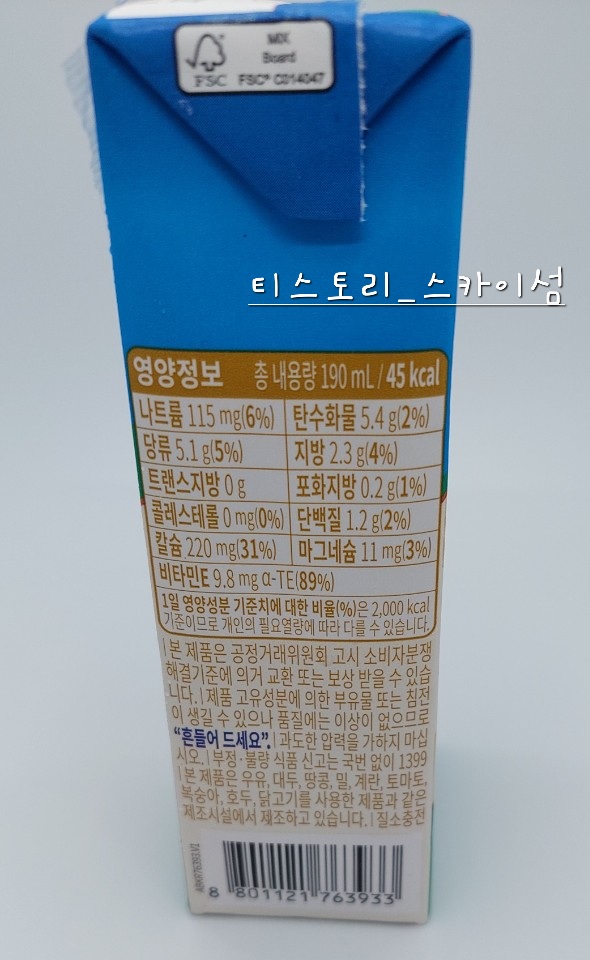 MIX
Board
FSC FSC® C014047
티스토리_스카이섬
영양정보 총 내용량 190 mL / 45 kcal
나트륨 115 mg(6%) 탄수화물 5.4 g(2%)
당류 5.1 g(5%) 지방 2.3 g(4%)
트랜스지방 0 g 포화지방 0.2 g(1%)
콜레스테롤 0 mg(0%) 단백질 1.2 g(2%)
칼슘 220 mg(31%) 마그네슘 11 mg(3%)
비타민E 9.8 mg α-TE(89%)
1일 영양성분 기준치에 대한 비율(%)은 2,000 kcal
기준이므로 개인의 필요열량에 따라 다를 수 있습니다.
| 본 제품은 공정거래위원회 고시 소비자분쟁
해결기준에 의거 교환 또는 보상 받을 수 있습
니다. | 제품 고유성분에 의한 부유물 또는 침전
이 생길 수 있으나 품질에는 이상이 없으므로
“흔들어 드세요”. | 과도한 압력을 가하지 마십
시오. | 부정·불량 식품 신고는 국번 없이 1399
| 본 제품은 우유, 대두, 땅콩, 밀, 계란, 토마토,
복숭아, 호두, 닭고기를 사용한 제품과 같은
제조시설에서 제조하고 있습니다. | 질소충전
8 801121 763933